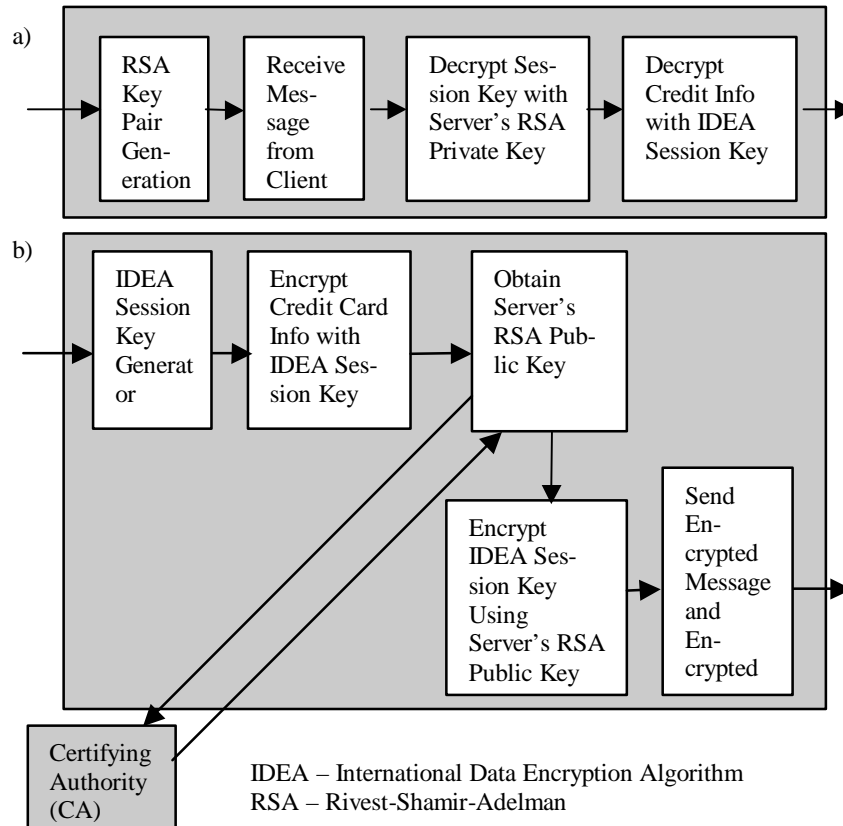 a)
RSA
Key
Pair
Gen-
eration
Receive
Mes-
sage
from
Client
Decrypt Ses-
sion Key with
Server's RSA
Private Key
Decrypt
Credit Info
with IDEA
Session Key
b)
IDEA
Session
Key
Generat
or
Encrypt
Credit Card
Info with
IDEA Ses-
sion Key
Obtain
Server's
RSA Pub-
lic Key
Encrypt
IDEA Ses-
sion Key
Using
Server's RSA
Public Key
Send
En-
crypted
Message
and
En-
crypted
Certifying
Authority
(CA)
IDEA – International Data Encryption Algorithm
RSA – Rivest-Shamir-Adelman